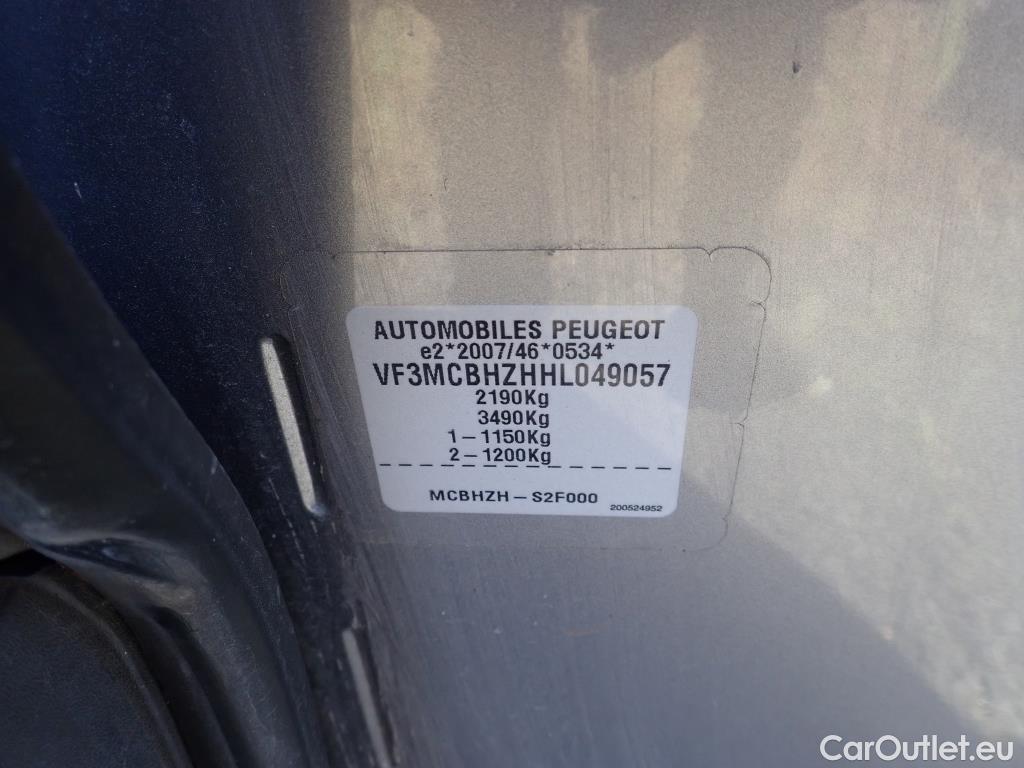 AUTOMOBILES PEUGEOT
e2*2007/46*0534*
VF3MCBHZHHL049057
2190Kg
3490Kg
1-1150Kg
2-1200Kg
MCBHZH-S2F000
200524952
CarOutlet.eu